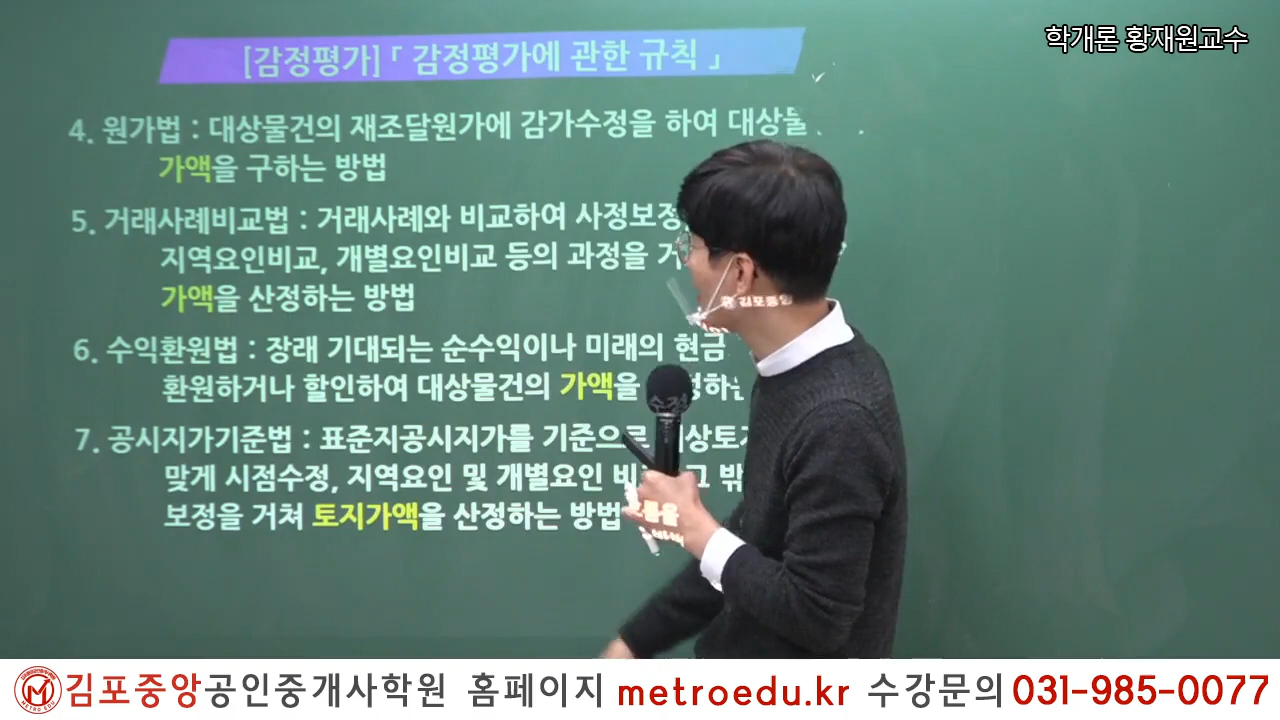 학개론 황재원교수
[감정평가] 「 감정평가에 관한 규칙 」
4. 원가법 : 대상물건의 재조달원가에 감가수정을 하여 대상물
가액을 구하는 방법
5. 거래사례비교법 : 거래사례와 비교하여 사정보정
지역요인비교, 개별요인비교 등의 과정을 거
가액을 산정하는 방법
6. 수익환원법 : 장래 기대되는 순수익이나 미래의 현금
환원하거나 할인하여 대상물건의 가액을
7. 공시지가기준법 : 표준지공시지가를 기준으로
맞게 시점수정, 지역요인 및 개별요인 그 밖
보정을 거쳐 토지가액을 산정하는 방법
김포중앙
METRO EDU
김포중앙공인중개사학원 홈페이지 metroedu.kr 수강문의 031-985-0077